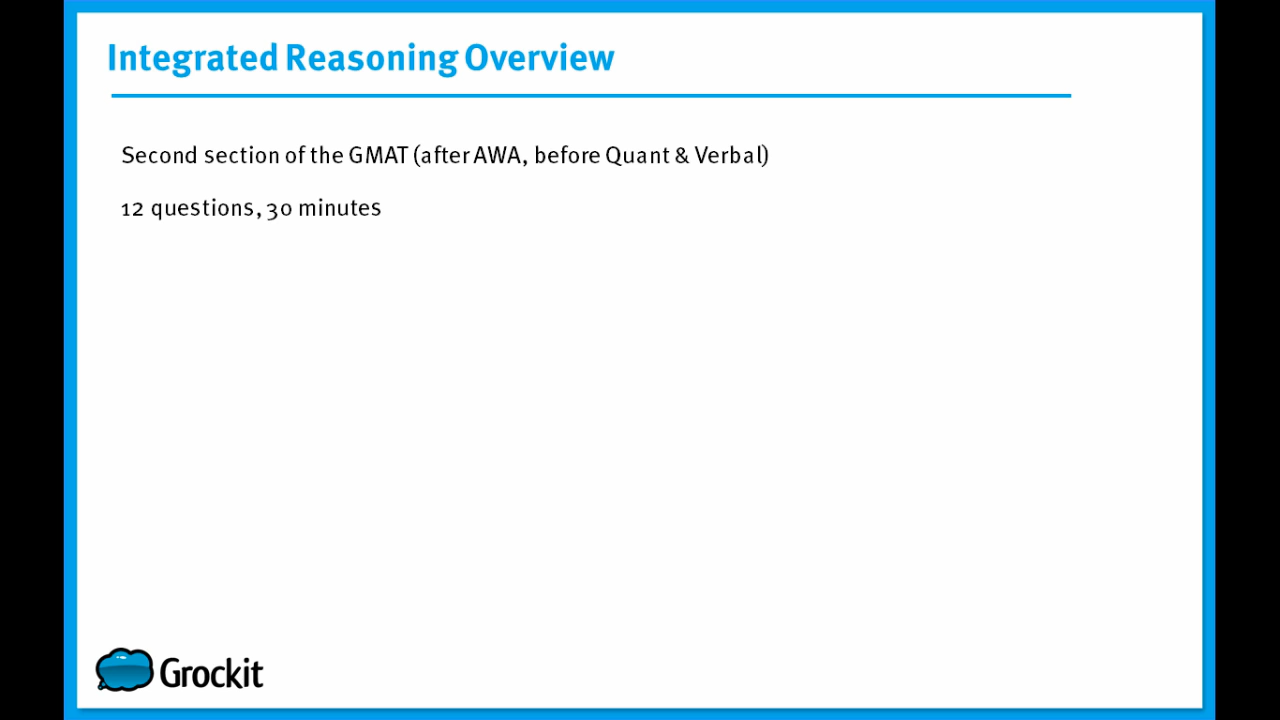 Integrated Reasoning Overview
Second section of the GMAT (after AWA, before Quant & Verbal)
12 questions, 30 minutes
Grockit